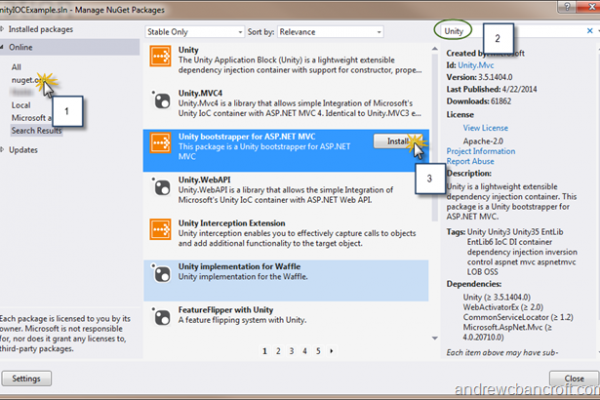 nityIOCExample.sln - Manage NuGet Packages
Installed packages
Online
All
nuget.o
Local
Microsoft a
Search Results
Updates
1
Each package is licensed to you by its
owner. Microsoft is not responsible
for, nor does it grant any licenses to,
third-party packages.
Settings
Stable Only
Sort by:
Relevance
Unity
The Unity Application Block (Unity) is a lightweight extensible
dependency injection container with support for constructor, prope...
Unity.MVC4
Unity.Mvc4 is a library that allows simple Integration of Microsoft's
Unity IoC container with ASP.NET MVC 4. Identical to Unity.MVC3 e...
Unity bootstrapper for ASP.NET MVC
This package is a Unity bootstrapper for ASP.NET
MVC
Install
3
Unity.WebAPI
Unity.WebAPI is a library that allows the simple Integration of
Microsoft's Unity IoC container with ASP.NET Web API.
Unity Interception Extension
Unity interception enables you to effectively capture calls to objects
and add additional functionality to the target object.
Unity implementation for Waffle
Unity implementation for the Waffle.
FeatureFlipper with Unity
A feature flipping system with Unity.
1 2 3 4 5
Unity
2
Created by: 
Id: Unity.Mvc
Version: 3.5.1404.0
Last Published: 4/22/2014
Downloads: 61862
License
View License
Apache-2.0
Project Information
Report Abuse
Description:
Unity is a lightweight extensible
dependency injection container. This
package is a Unity bootstrapper for
ASP.NET MVC.
Tags: Unity Unity3 Unity35 EntLib
EntLib6 IoC DI container
dependency injection inversion
control aspnet mvc aspnetmvc
LOB OSS
Dependencies:
Unity (≥ 3.5.1404.0)
WebActivatorEx (≥ 2.0)
CommonServiceLocator (≥ 1.2)
Microsoft.AspNet.Mvc (≥
4.0.20710.0)
Each item above may have sub-
Close
andrewcbancroft.com